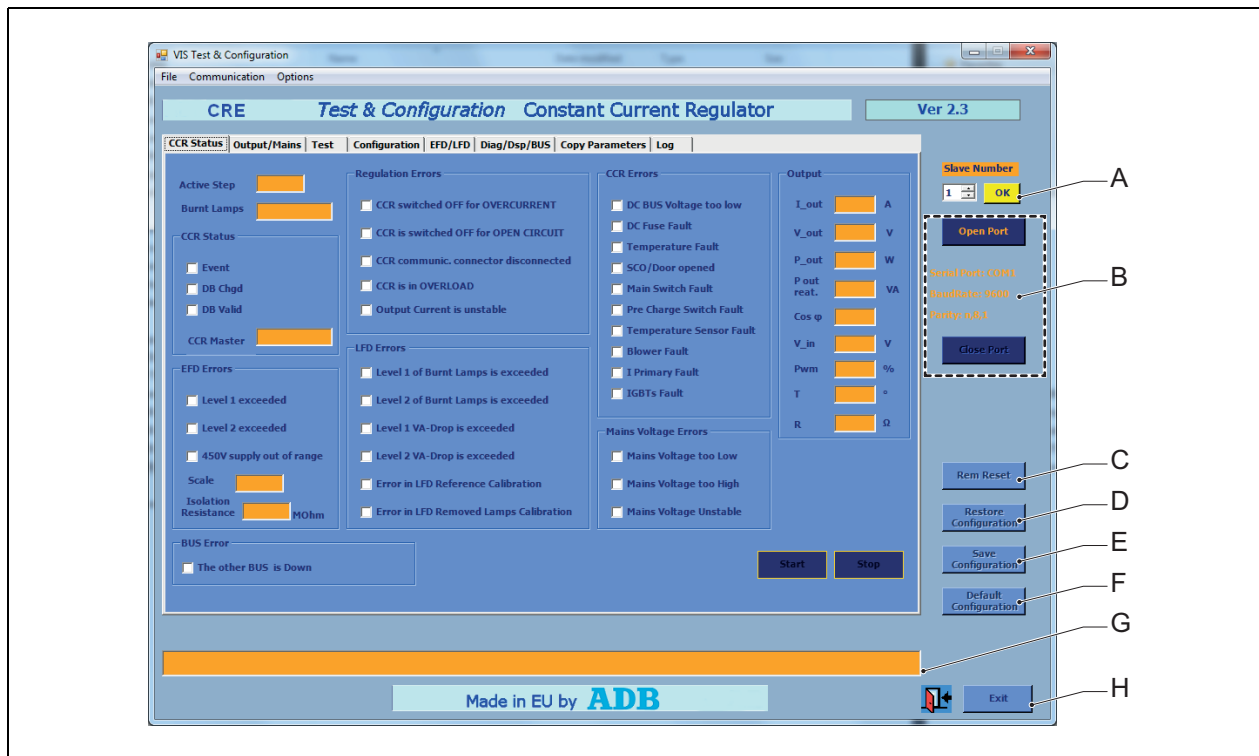 VIS Test & Configuration
Name Date modified Type Size
File Communication Options
CRE Test & Configuration Constant Current Regulator Ver 2.3
CCR Status Output/Mains Test Configuration EFD/LFD Diag/Dsp/BUS Copy Parameters Log
Active Step
Burnt Lamps
CCR Status
Event
DB Chgd
DB Valid
CCR Master
EFD Errors
Level 1 exceeded
Level 2 exceeded
450V supply out of range
Scale
Isolation
Resistance MOhm
BUS Error
The other BUS is Down
Regulation Errors
CCR switched OFF for OVERCURRENT
CCR is switched OFF for OPEN CIRCUIT
CCR communic. connector disconnected
CCR is in OVERLOAD
Output Current is unstable
LFD Errors
Level 1 of Burnt Lamps is exceeded
Level 2 of Burnt Lamps is exceeded
Level 1 VA-Drop is exceeded
Level 2 VA-Drop is exceeded
Error in LFD Reference Calibration
Error in LFD Removed Lamps Calibration
CCR Errors
DC BUS Voltage too low
DC Fuse Fault
Temperature Fault
SCO/Door opened
Main Switch Fault
Pre Charge Switch Fault
Temperature Sensor Fault
Blower Fault
I Primary Fault
IGBTs Fault
Mains Voltage Errors
Mains Voltage too Low
Mains Voltage too High
Mains Voltage Unstable
Output
I_out A
V_out V
P_out W
P out
reat. VA
Cos φ
V_in V
Pwm %
T °
R Ω
Start Stop
Slave Number
1 OK
Open Port
Serial Port: COM1
BaudRate: 9600
Parity: n,8,1
Close Port
Rem Reset
Restore
Configuration
Save
Configuration
Default
Configuration
Made in EU by ADB
Exit
A
B
C
D
E
F
G
H